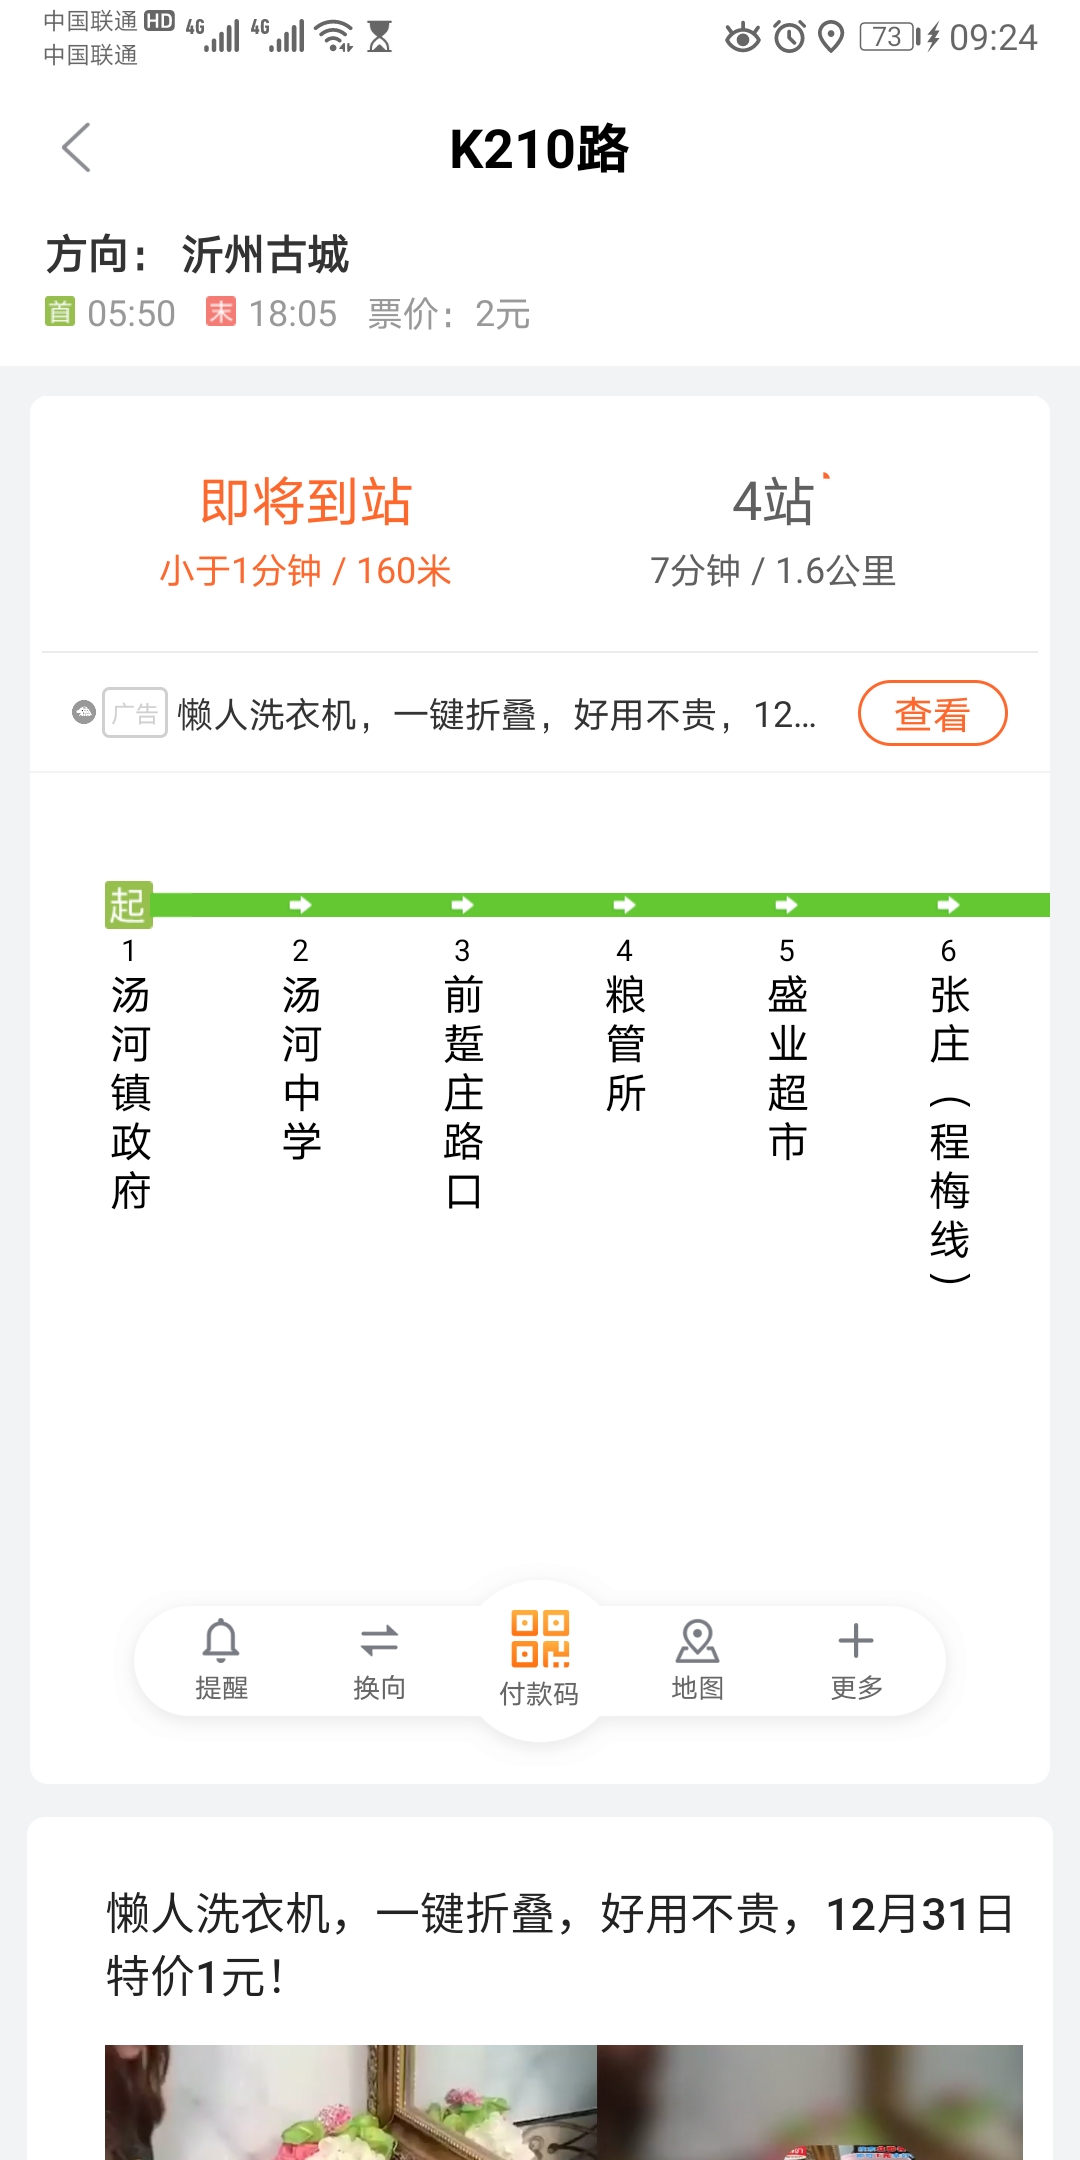 中国联通 HD 4G 4G 73 09:24
中国联通
K210路
方向： 沂州古城
首 05:50 末 18:05 票价：2元
即将到站 4站
小于1分钟 / 160米 7分钟 / 1.6公里
广告 懒人洗衣机，一键折叠，好用不贵，12... 查看
起
1 汤河镇政府
2 汤河中学
3 前踅庄路口
4 粮管所
5 盛业超市
6 张庄（程梅线）
提醒 换向 付款码 地图 更多
懒人洗衣机，一键折叠，好用不贵，12月31日
特价1元！